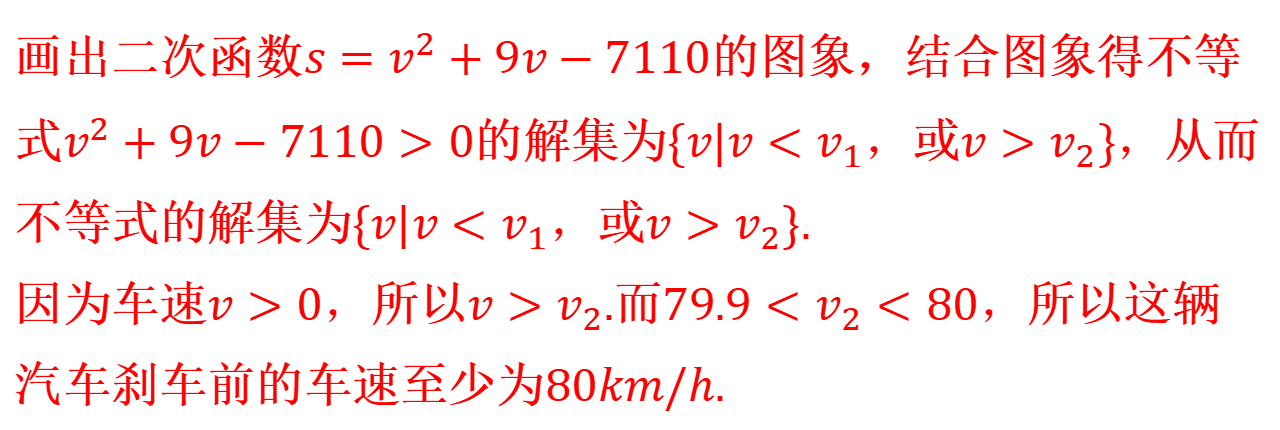 画出二次函数s = v² + 9v − 7110的图象，结合图象得不等
式v² + 9v − 7110 > 0的解集为{v|v < v₁，或v > v₂}，从而
不等式的解集为{v|v < v₁，或v > v₂}.
因为车速v > 0，所以v > v₂.而79.9 < v₂ < 80，所以这辆
汽车刹车前的车速至少为80km/h.